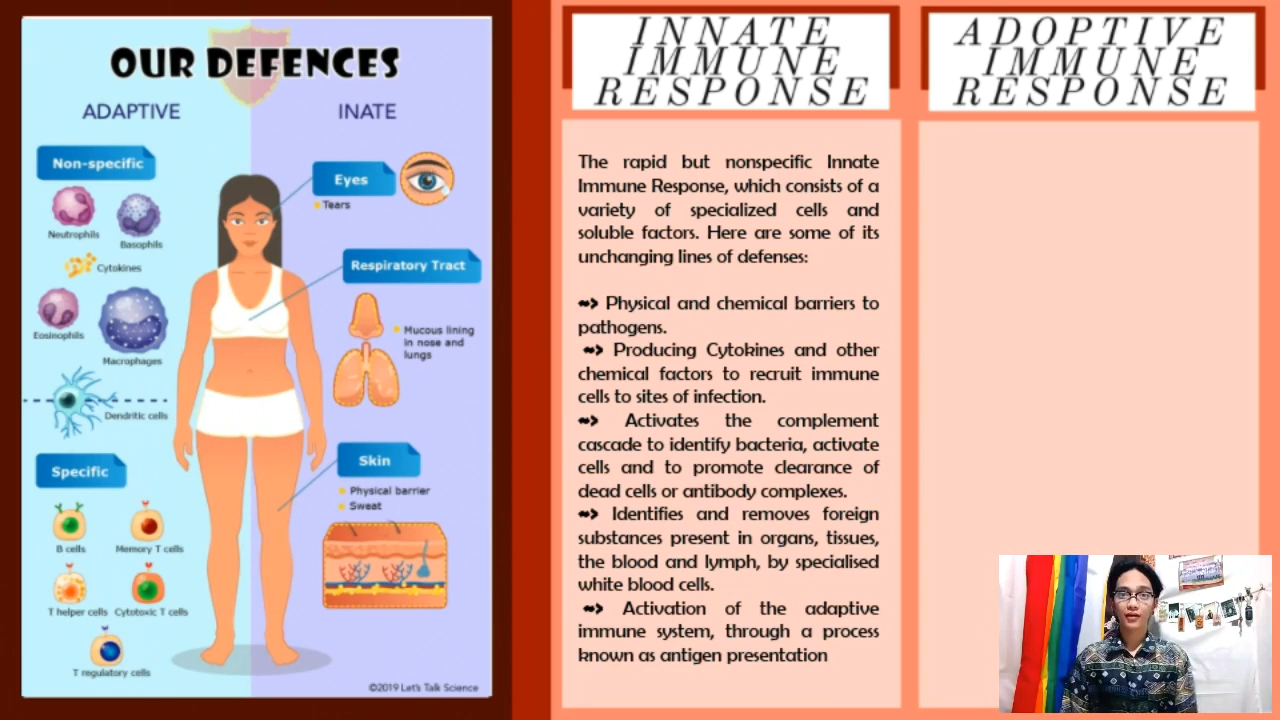 OUR DEFENCES
ADAPTIVE
INATE
Non-specific
Neutrophils
Basophils
Cytokines
Eosinophils
Macrophages
Dendritic cells
Specific
B cells
Memory T cells
T helper cells
Cytotoxic T cells
T regulatory cells
Eyes
Tears
Respiratory Tract
Mucous lining
in nose and
lungs
Skin
Physical barrier
Sweat
©2019 Let's Talk Science
INNATE
IMMUNE
RESPONSE
The rapid but nonspecific Innate
Immune Response, which consists of a
variety of specialized cells and
soluble factors. Here are some of its
unchanging lines of defenses:
Physical and chemical barriers to
pathogens.
Producing Cytokines and other
chemical factors to recruit immune
cells to sites of infection.
Activates the complement
cascade to identify bacteria, activate
cells and to promote clearance of
dead cells or antibody complexes.
Identifies and removes foreign
substances present in organs, tissues,
the blood and lymph, by specialised
white blood cells.
Activation of the adaptive
immune system, through a process
known as antigen presentation
ADOPTIVE
IMMUNE
RESPONSE